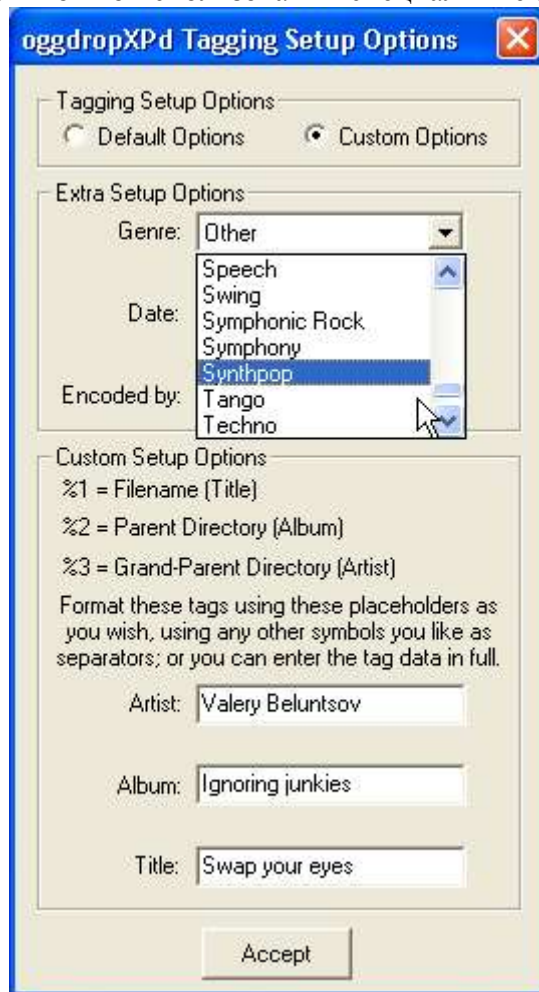 oggdropXPd Tagging Setup Options
Tagging Setup Options
Default Options
Custom Options
Extra Setup Options
Genre: Other
Speech
Swing
Date:
Symphonic Rock
Symphony
Synthpop
Encoded by:
Tango
Techno
Custom Setup Options
%1 = Filename (Title)
%2 = Parent Directory (Album)
%3 = Grand-Parent Directory (Artist)
Format these tags using these placeholders as
you wish, using any other symbols you like as
separators; or you can enter the tag data in full.
Artist: Valery Beluntsov
Album: Ignoring junkies
Title: Swap your eyes
Accept